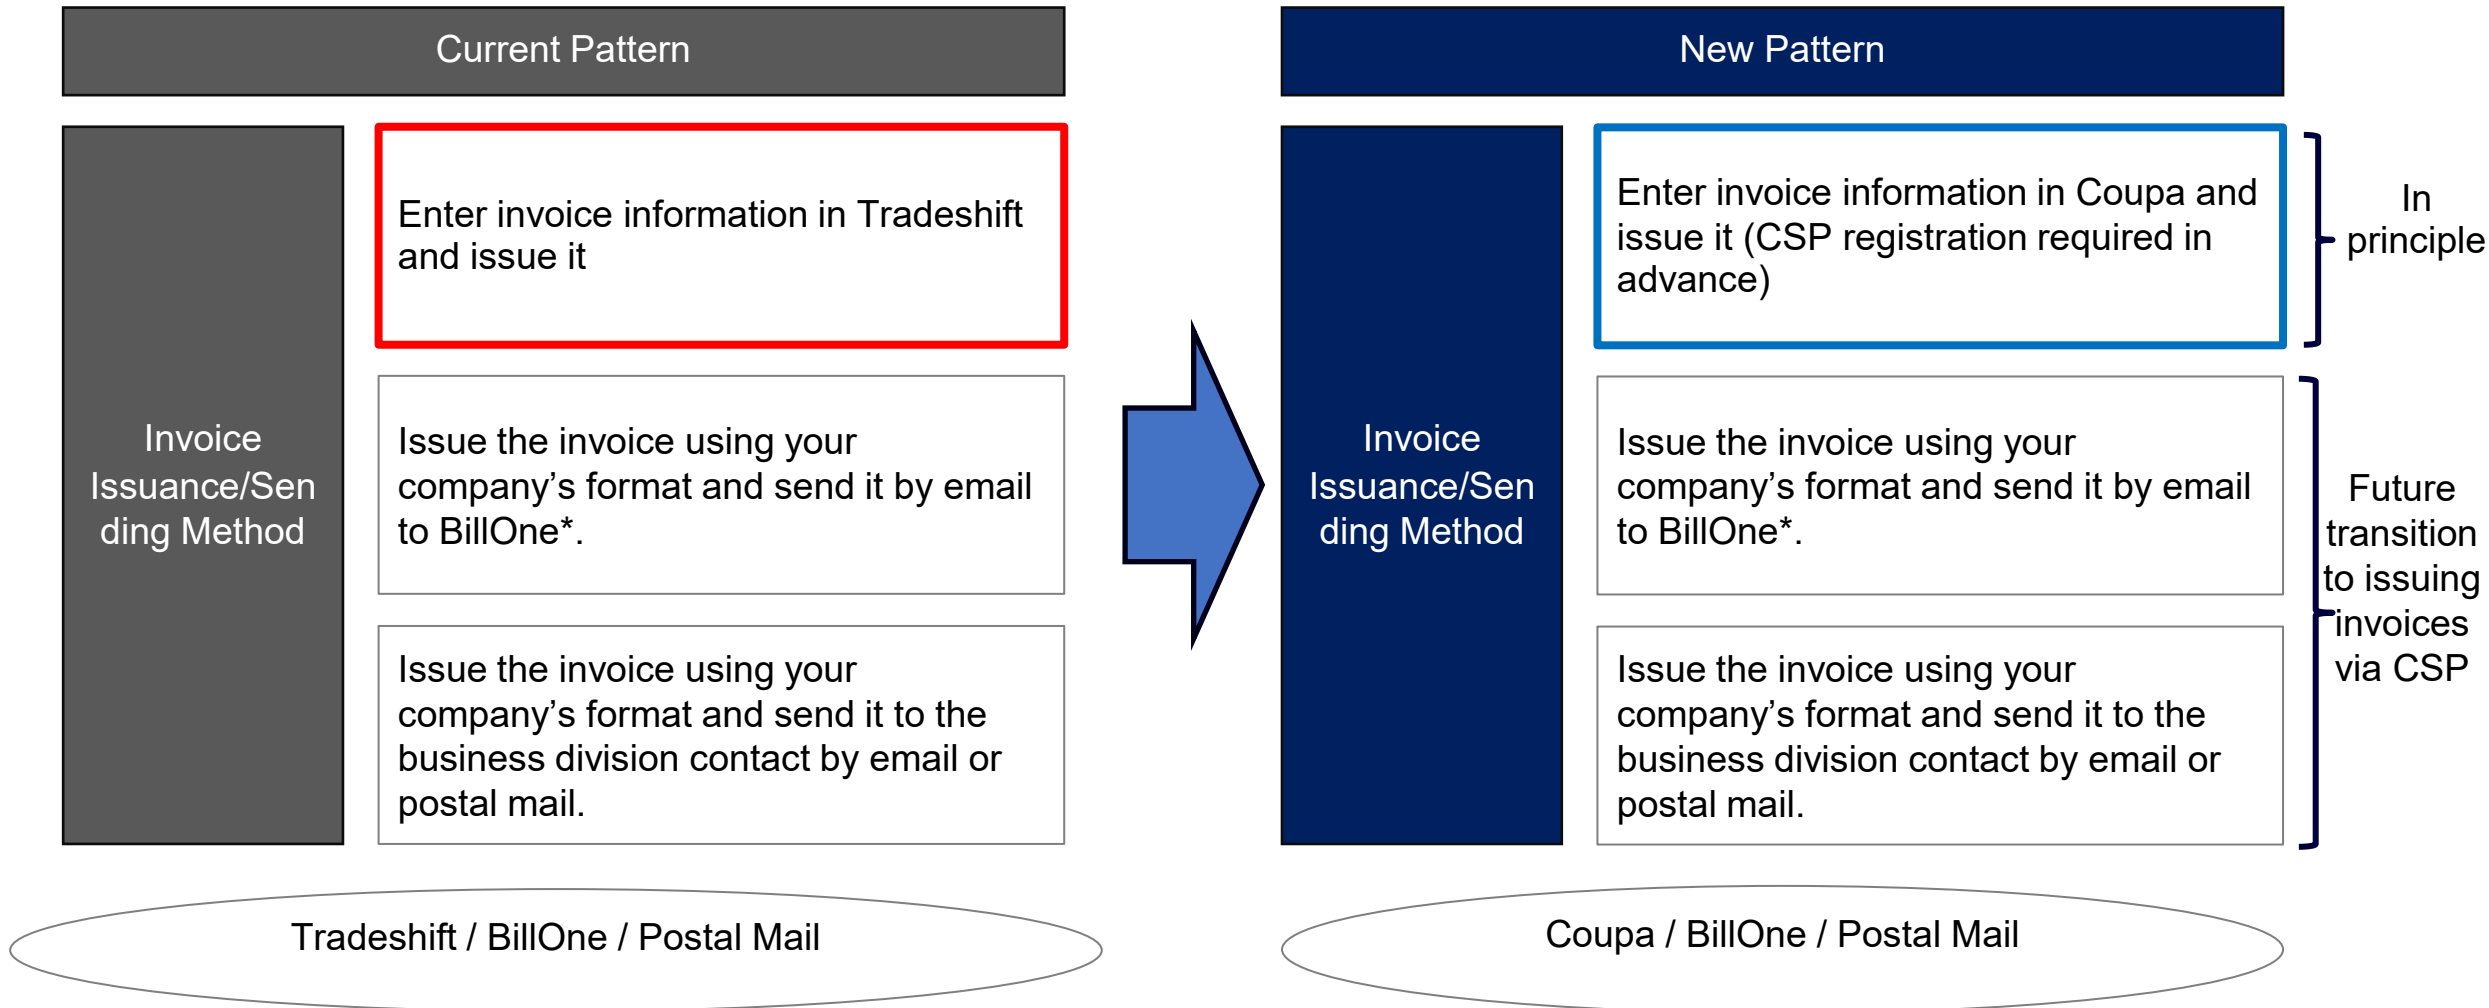 Current Pattern
Invoice
Issuance/Sen
ding Method
Enter invoice information in Tradeshift
and issue it
Issue the invoice using your
company’s format and send it by email
to BillOne*.
Issue the invoice using your
company’s format and send it to the
business division contact by email or
postal mail.
Tradeshift / BillOne / Postal Mail
New Pattern
Invoice
Issuance/Sen
ding Method
Enter invoice information in Coupa and
issue it (CSP registration required in
advance)
In
principle
Issue the invoice using your
company’s format and send it by email
to BillOne*.
Issue the invoice using your
company’s format and send it to the
business division contact by email or
postal mail.
Future
transition
to issuing
invoices
via CSP
Coupa / BillOne / Postal Mail